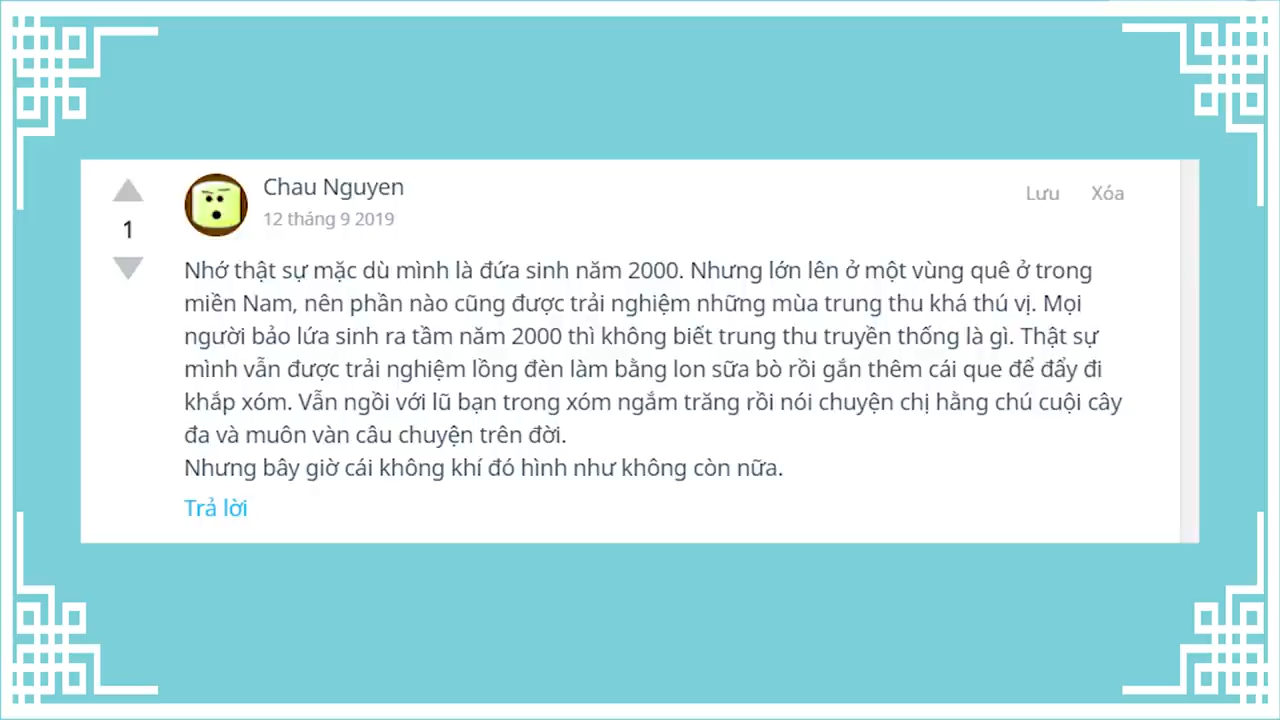 Chau Nguyen
Lưu Xóa
12 tháng 9 2019
1
Nhớ thật sự mặc dù mình là đứa sinh năm 2000. Nhưng lớn lên ở một vùng quê ở trong
miền Nam, nên phần nào cũng được trải nghiệm những mùa trung thu khá thú vị. Mọi
người bảo lứa sinh ra tầm năm 2000 thì không biết trung thu truyền thống là gì. Thật sự
mình vẫn được trải nghiệm lồng đèn làm bằng lon sữa bò rồi gắn thêm cái que để đẩy đi
khắp xóm. Vẫn ngồi với lũ bạn trong xóm ngắm trăng rồi nói chuyện chị hằng chú cuội cây
đa và muôn vàn câu chuyện trên đời.
Nhưng bây giờ cái không khí đó hình như không còn nữa.
Trả lời